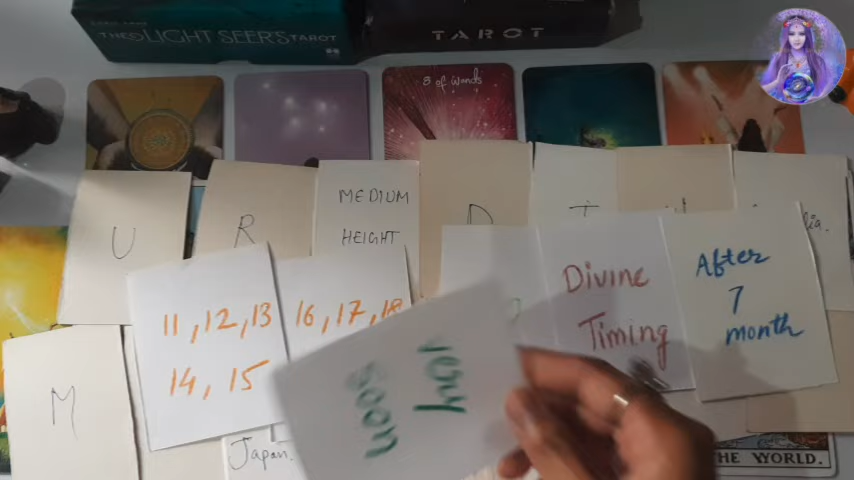 THE LIGHT SEER'S TAROT
TAROT
8 of Wands
U
R
MEDIUM
HEIGHT
D
11, 12, 13
14, 15
16, 17, 18
Divine
Timing
After
7
month
soon
M
Japan.
THE WORLD.